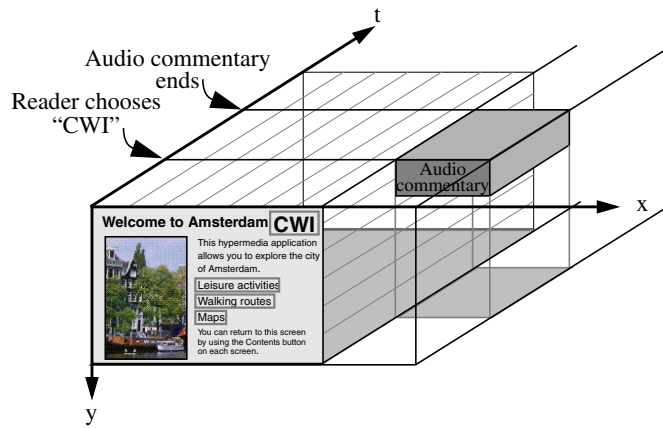 t
Audio commentary
ends
Reader chooses
“CWI”
Audio
commentary
x
Welcome to Amsterdam CWI
This hypermedia application
allows you to explore the city
of Amsterdam.
Leisure activities
Walking routes
Maps
You can return to this screen
by using the Contents button
on each screen.
y